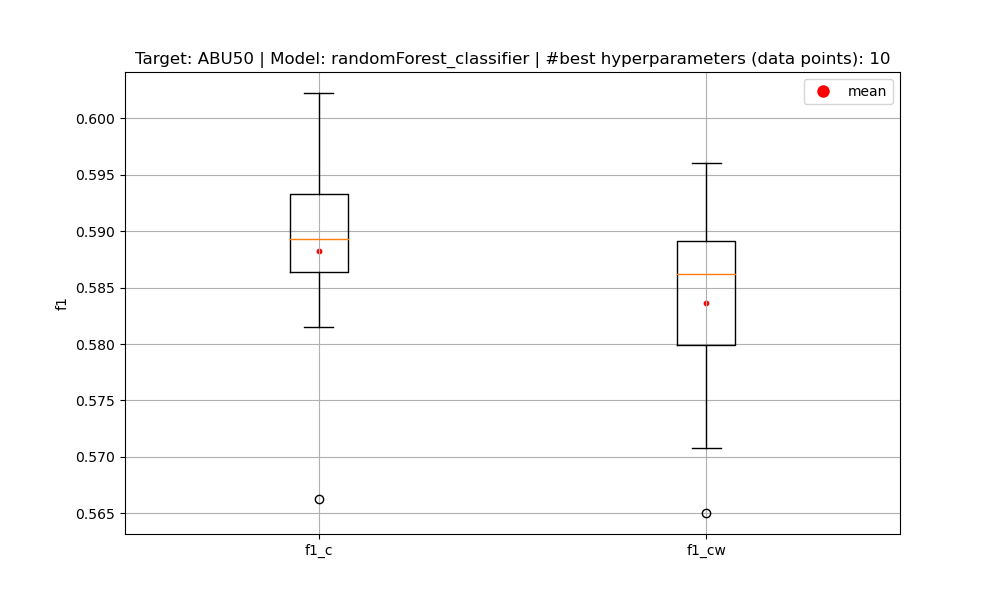 Target: ABU50 | Model: randomForest_classifier | #best hyperparameters (data points): 10
mean
0.600
0.595
0.590
0.585
0.580
0.575
0.570
0.565
f1
f1_c
f1_cw